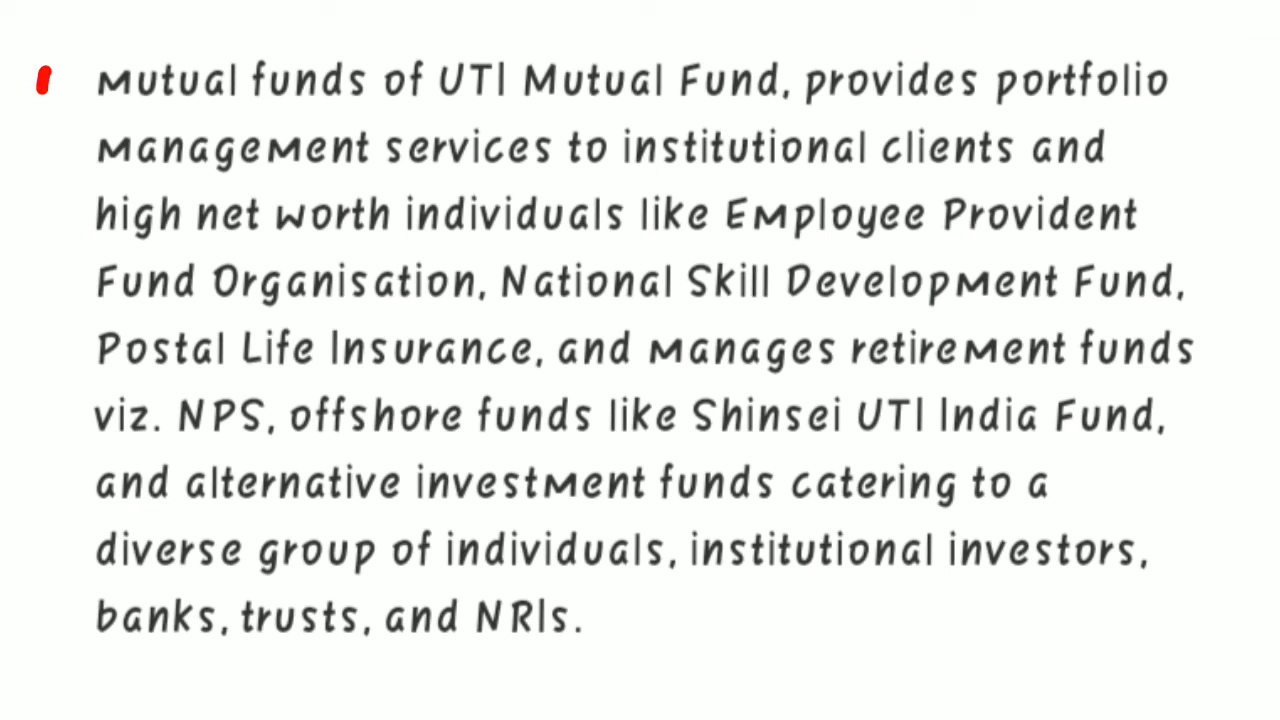 Mutual funds of UTI Mutual Fund, provides portfolio
management services to institutional clients and
high net worth individuals like Employee Provident
Fund Organisation, National Skill Development Fund,
Postal Life Insurance, and manages retirement funds
viz. NPS, offshore funds like Shinsei UTI India Fund,
and alternative investment funds catering to a
diverse group of individuals, institutional investors,
banks, trusts, and NRIs.